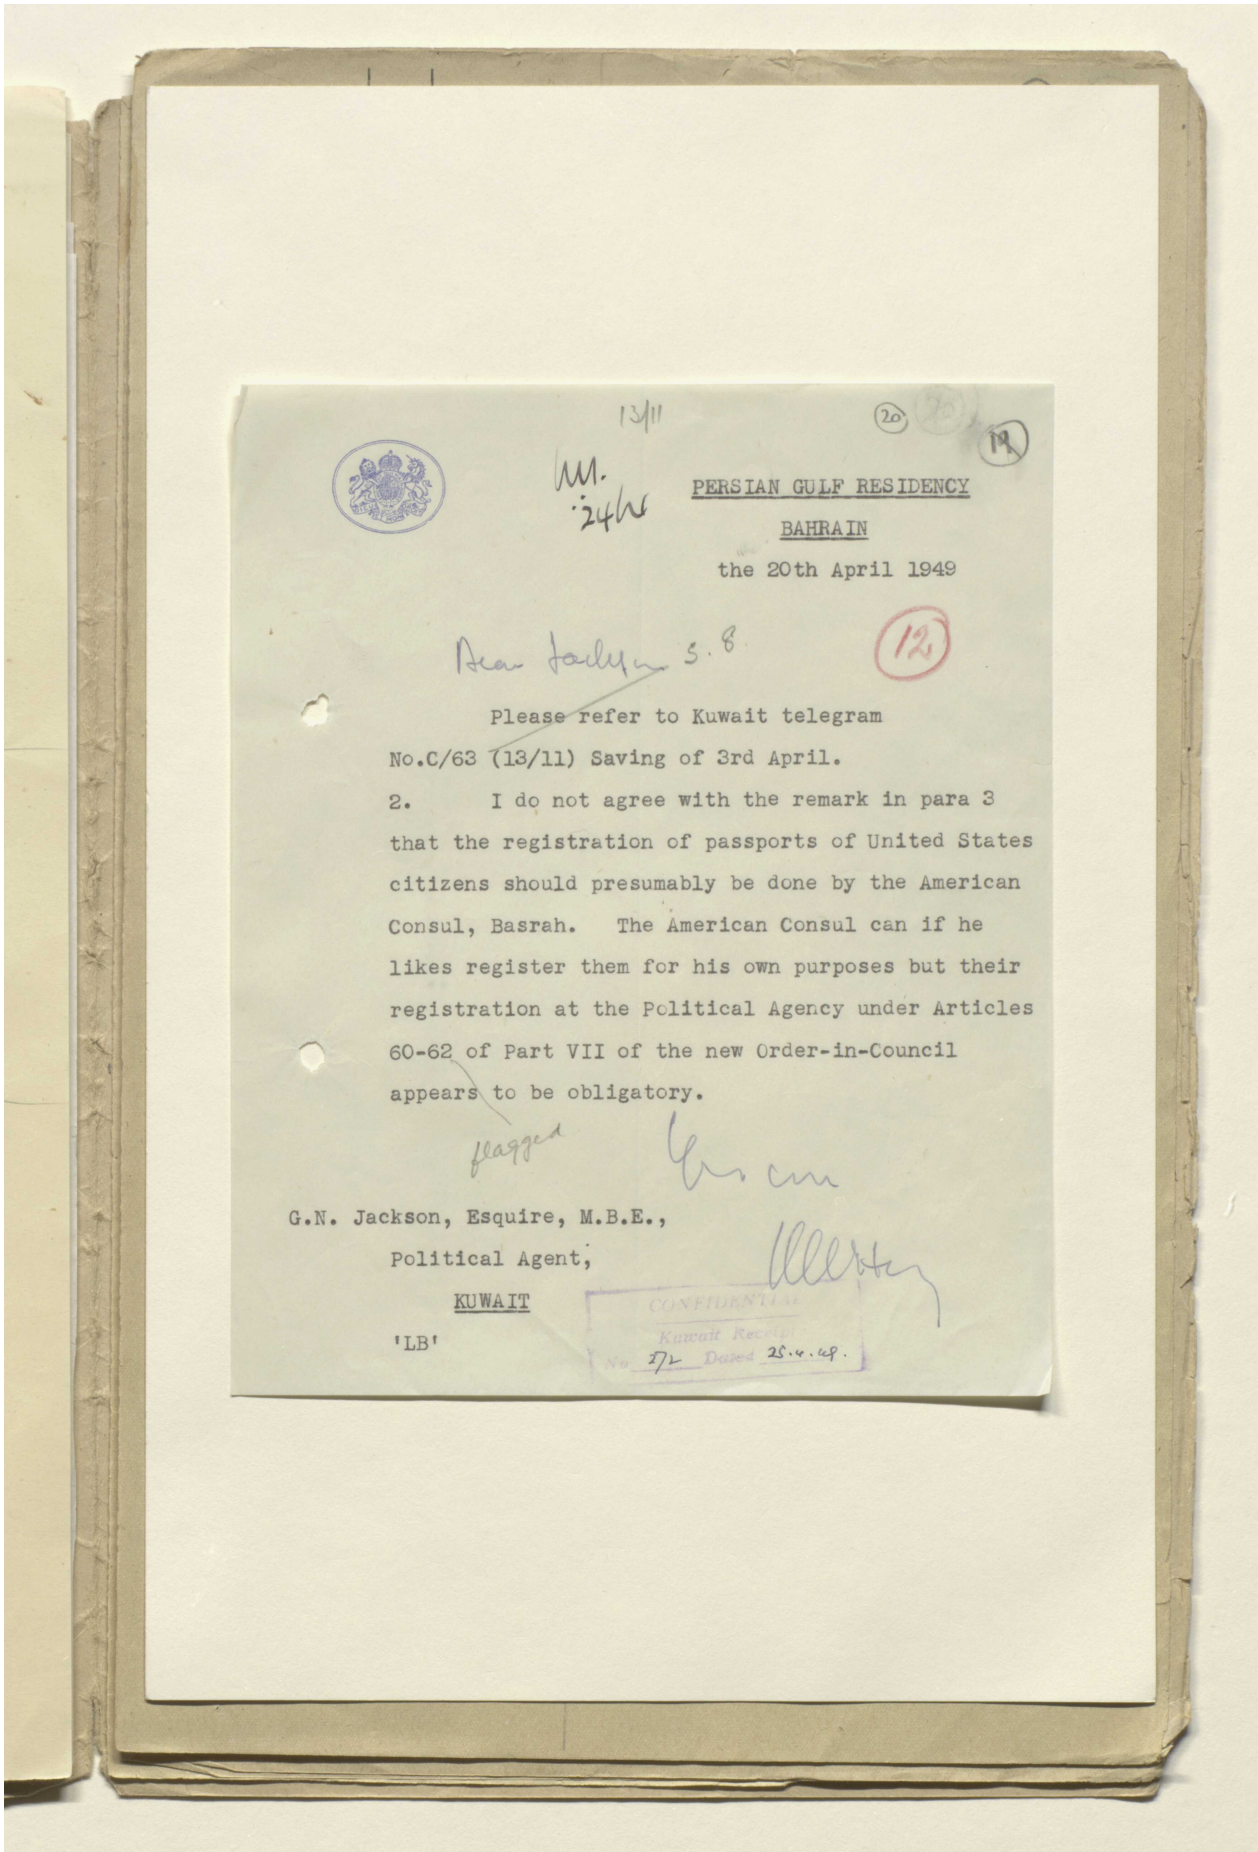 13/11
20
20
12
24/4
PERSIAN GULF RESIDENCY
BAHRAIN
the 20th April 1949
12
Dear Jackson s. 8.
Please refer to Kuwait telegram
No.C/63 (13/11) Saving of 3rd April.
2. I do not agree with the remark in para 3
that the registration of passports of United States
citizens should presumably be done by the American
Consul, Basrah. The American Consul can if he
likes register them for his own purposes but their
registration at the Political Agency under Articles
60-62 of Part VII of the new Order-in-Council
appears to be obligatory.
flagged
G.N. Jackson, Esquire, M.B.E.,
Political Agent,
KUWAIT
'LB'
CONFIDENTIAL
Kuwait Receipt
No 272 Dated 25.4.49.